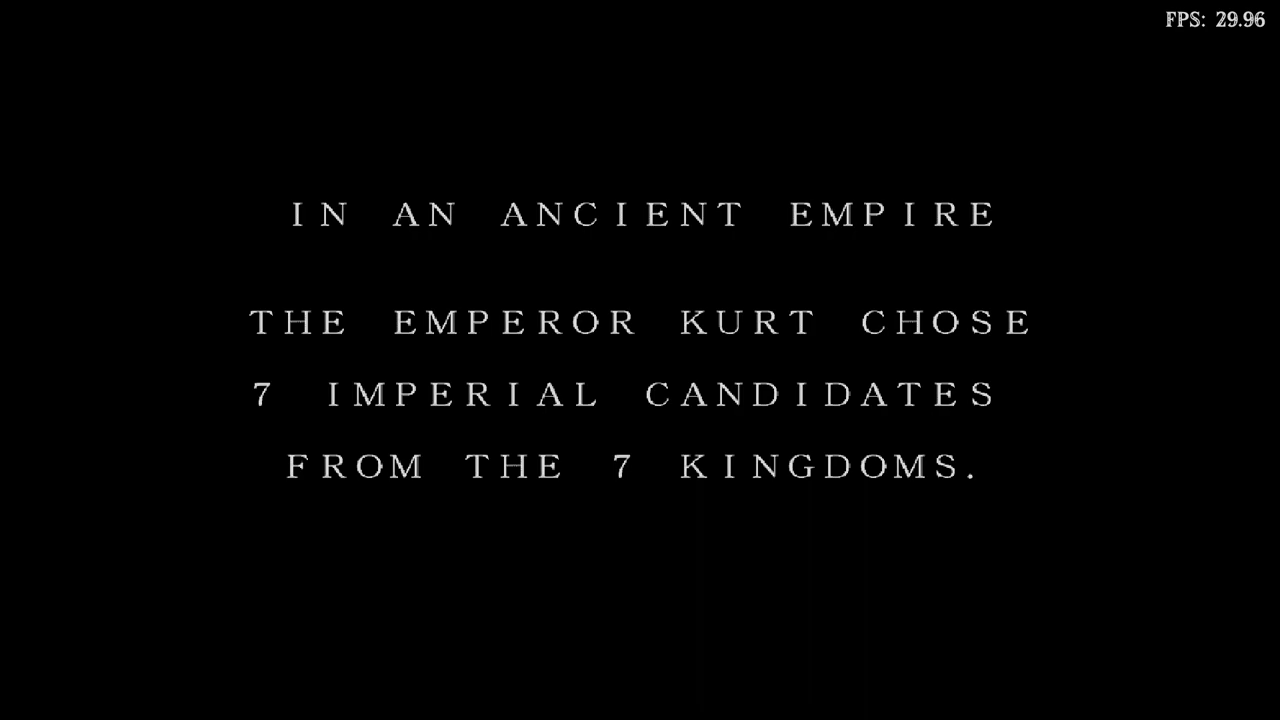 FPS: 29.96
IN AN ANCIENT EMPIRE
THE EMPEROR KURT CHOSE
7 IMPERIAL CANDIDATES
FROM THE 7 KINGDOMS.